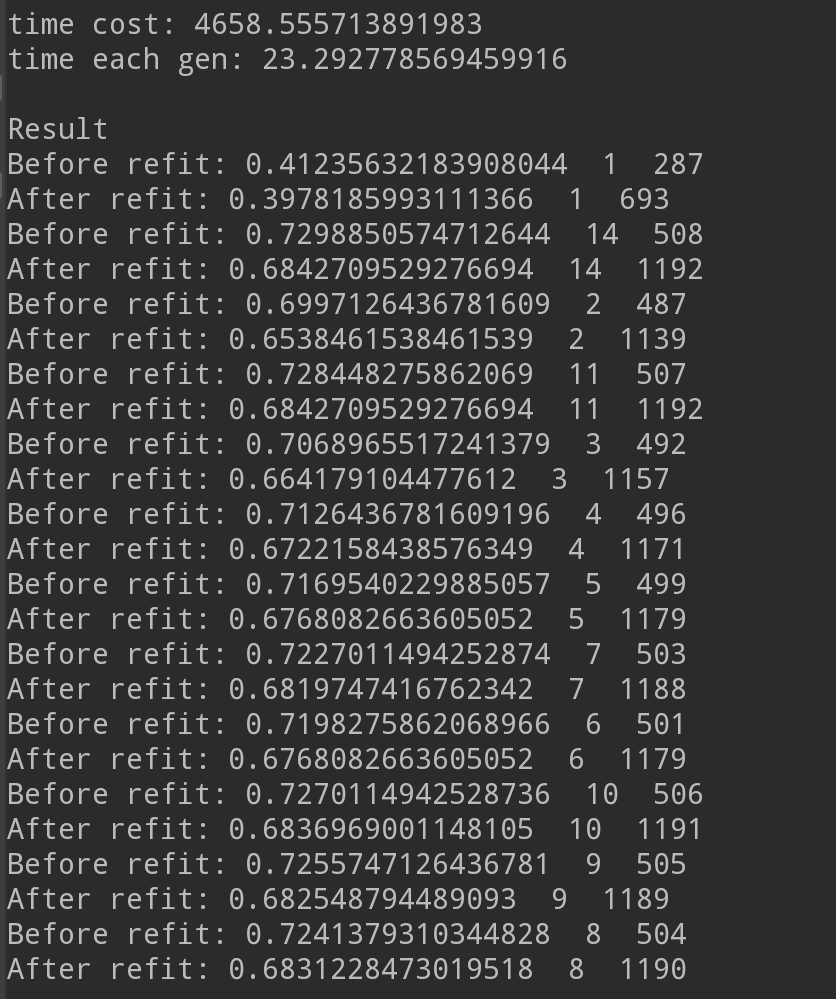 time cost: 4658.555713891983
time each gen: 23.292778569459916
Result
Before refit: 0.41235632183908044  1  287
After refit: 0.3978185993111366  1  693
Before refit: 0.7298850574712644  14  508
After refit: 0.6842709529276694  14  1192
Before refit: 0.6997126436781609  2  487
After refit: 0.6538461538461539  2  1139
Before refit: 0.728448275862069  11  507
After refit: 0.6842709529276694  11  1192
Before refit: 0.7068965517241379  3  492
After refit: 0.664179104477612  3  1157
Before refit: 0.7126436781609196  4  496
After refit: 0.6722158438576349  4  1171
Before refit: 0.7169540229885057  5  499
After refit: 0.6768082663605052  5  1179
Before refit: 0.7227011494252874  7  503
After refit: 0.6819747416762342  7  1188
Before refit: 0.7198275862068966  6  501
After refit: 0.6768082663605052  6  1179
Before refit: 0.7270114942528736  10  506
After refit: 0.6836969001148105  10  1191
Before refit: 0.7255747126436781  9  505
After refit: 0.682548794489093  9  1189
Before refit: 0.7241379310344828  8  504
After refit: 0.6831228473019518  8  1190